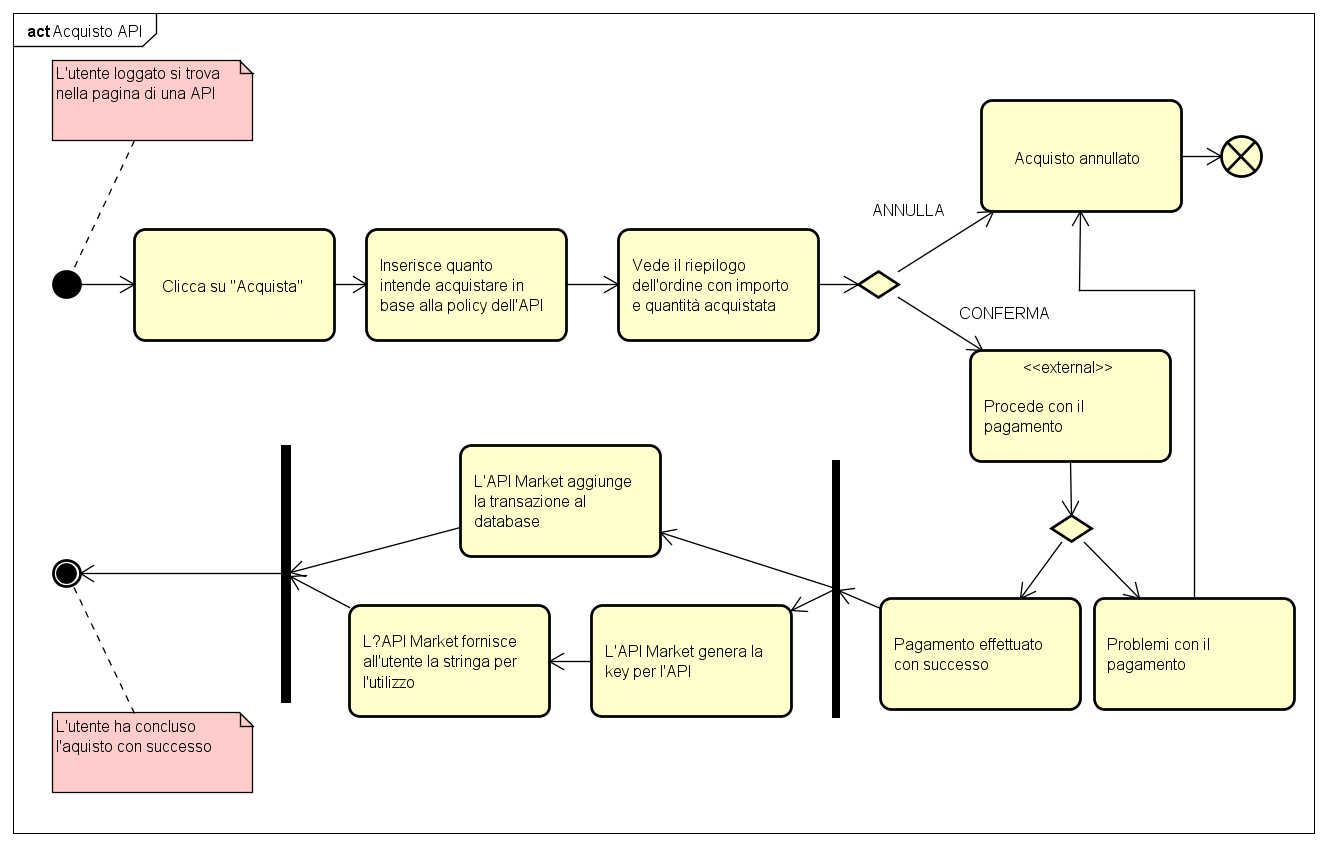 act Acquisto API
L'utente loggato si trova
nella pagina di una API
Clicca su "Acquista"
Inserisce quanto
intende acquistare in
base alla policy dell'API
Vede il riepilogo
dell'ordine con importo
e quantità acquistata
ANNULLA
Acquisto annullato
CONFERMA
<<external>>
Procede con il
pagamento
Pagamento effettuato
con successo
Problemi con il
pagamento
L'API Market aggiunge
la transazione al
database
L'API Market genera la
key per l'API
L?API Market fornisce
all'utente la stringa per
l'utilizzo
L'utente ha concluso
l'aquisto con successo